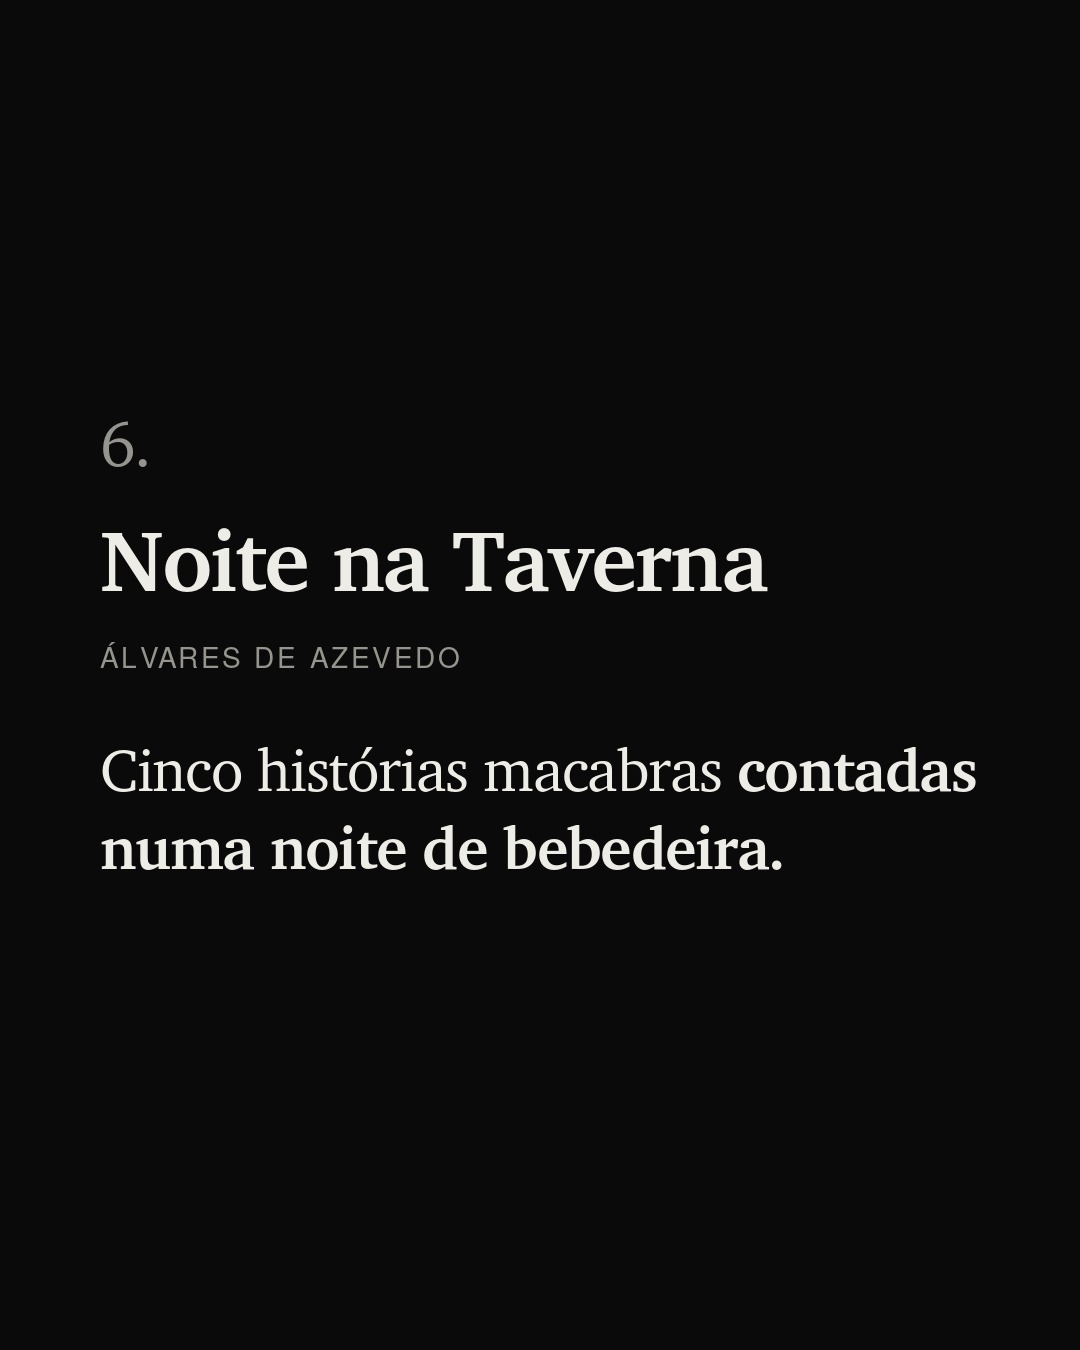 6.
Noite na Taverna
ÁLVARES DE AZEVEDO
Cinco histórias macabras contadas
numa noite de bebedeira.